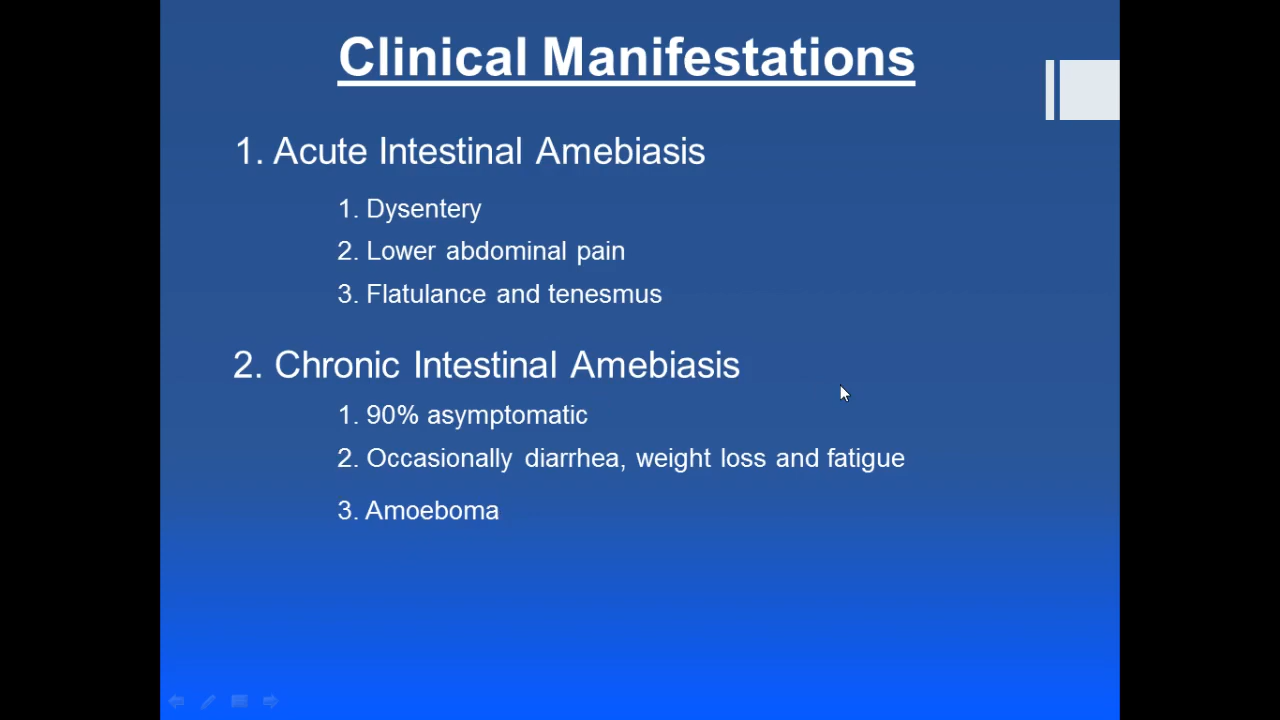 Clinical Manifestations
1. Acute Intestinal Amebiasis
1. Dysentery
2. Lower abdominal pain
3. Flatulance and tenesmus
2. Chronic Intestinal Amebiasis
1. 90% asymptomatic
2. Occasionally diarrhea, weight loss and fatigue
3. Amoeboma